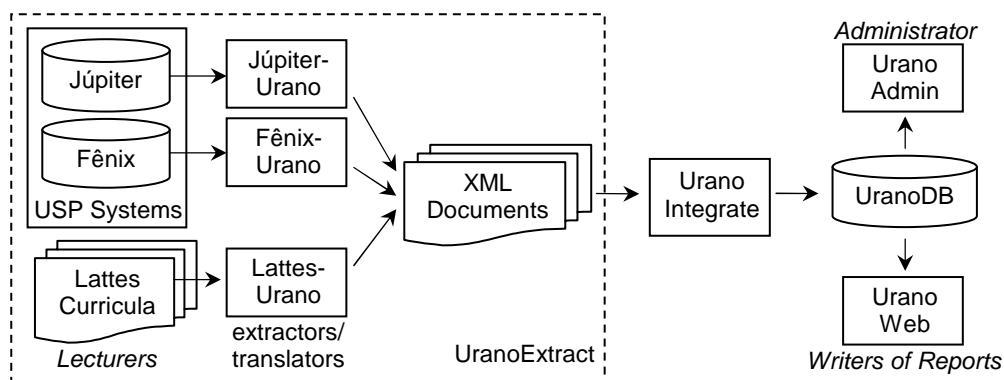 Júpiter
Fênix
USP Systems
Lattes
Curricula
Lecturers
Júpiter-
Urano
Fênix-
Urano
Lattes-
Urano
extractors/
translators
XML
Documents
UranoExtract
Urano
Integrate
Administrator
Urano
Admin
UranoDB
Urano
Web
Writers of Reports